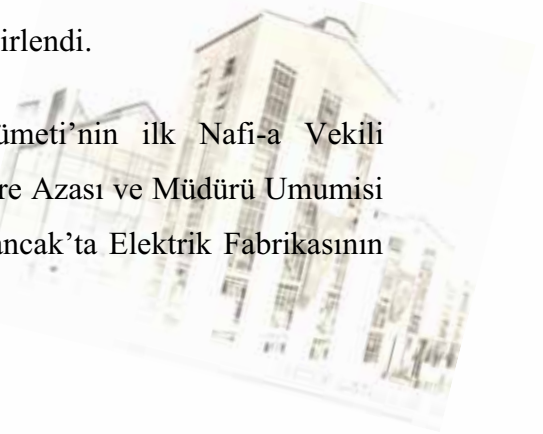 irlendi.
ümeti’nin ilk Nafi-a Vekili
re Azası ve Müdürü Umumisi
ancak’ta Elektrik Fabrikasının